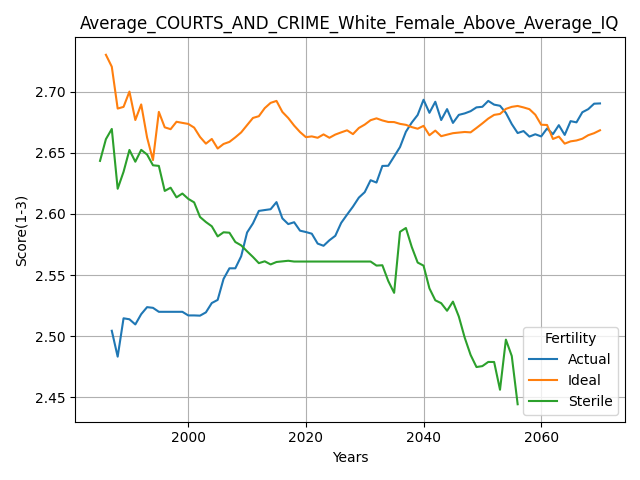 Average_COURTS_AND_CRIME_White_Female_Above_Average_IQ
Score(1-3)
2.70
2.65
2.60
2.55
2.50
2.45
2000 2020 2040 2060
Years
Fertility
Actual
Ideal
Sterile